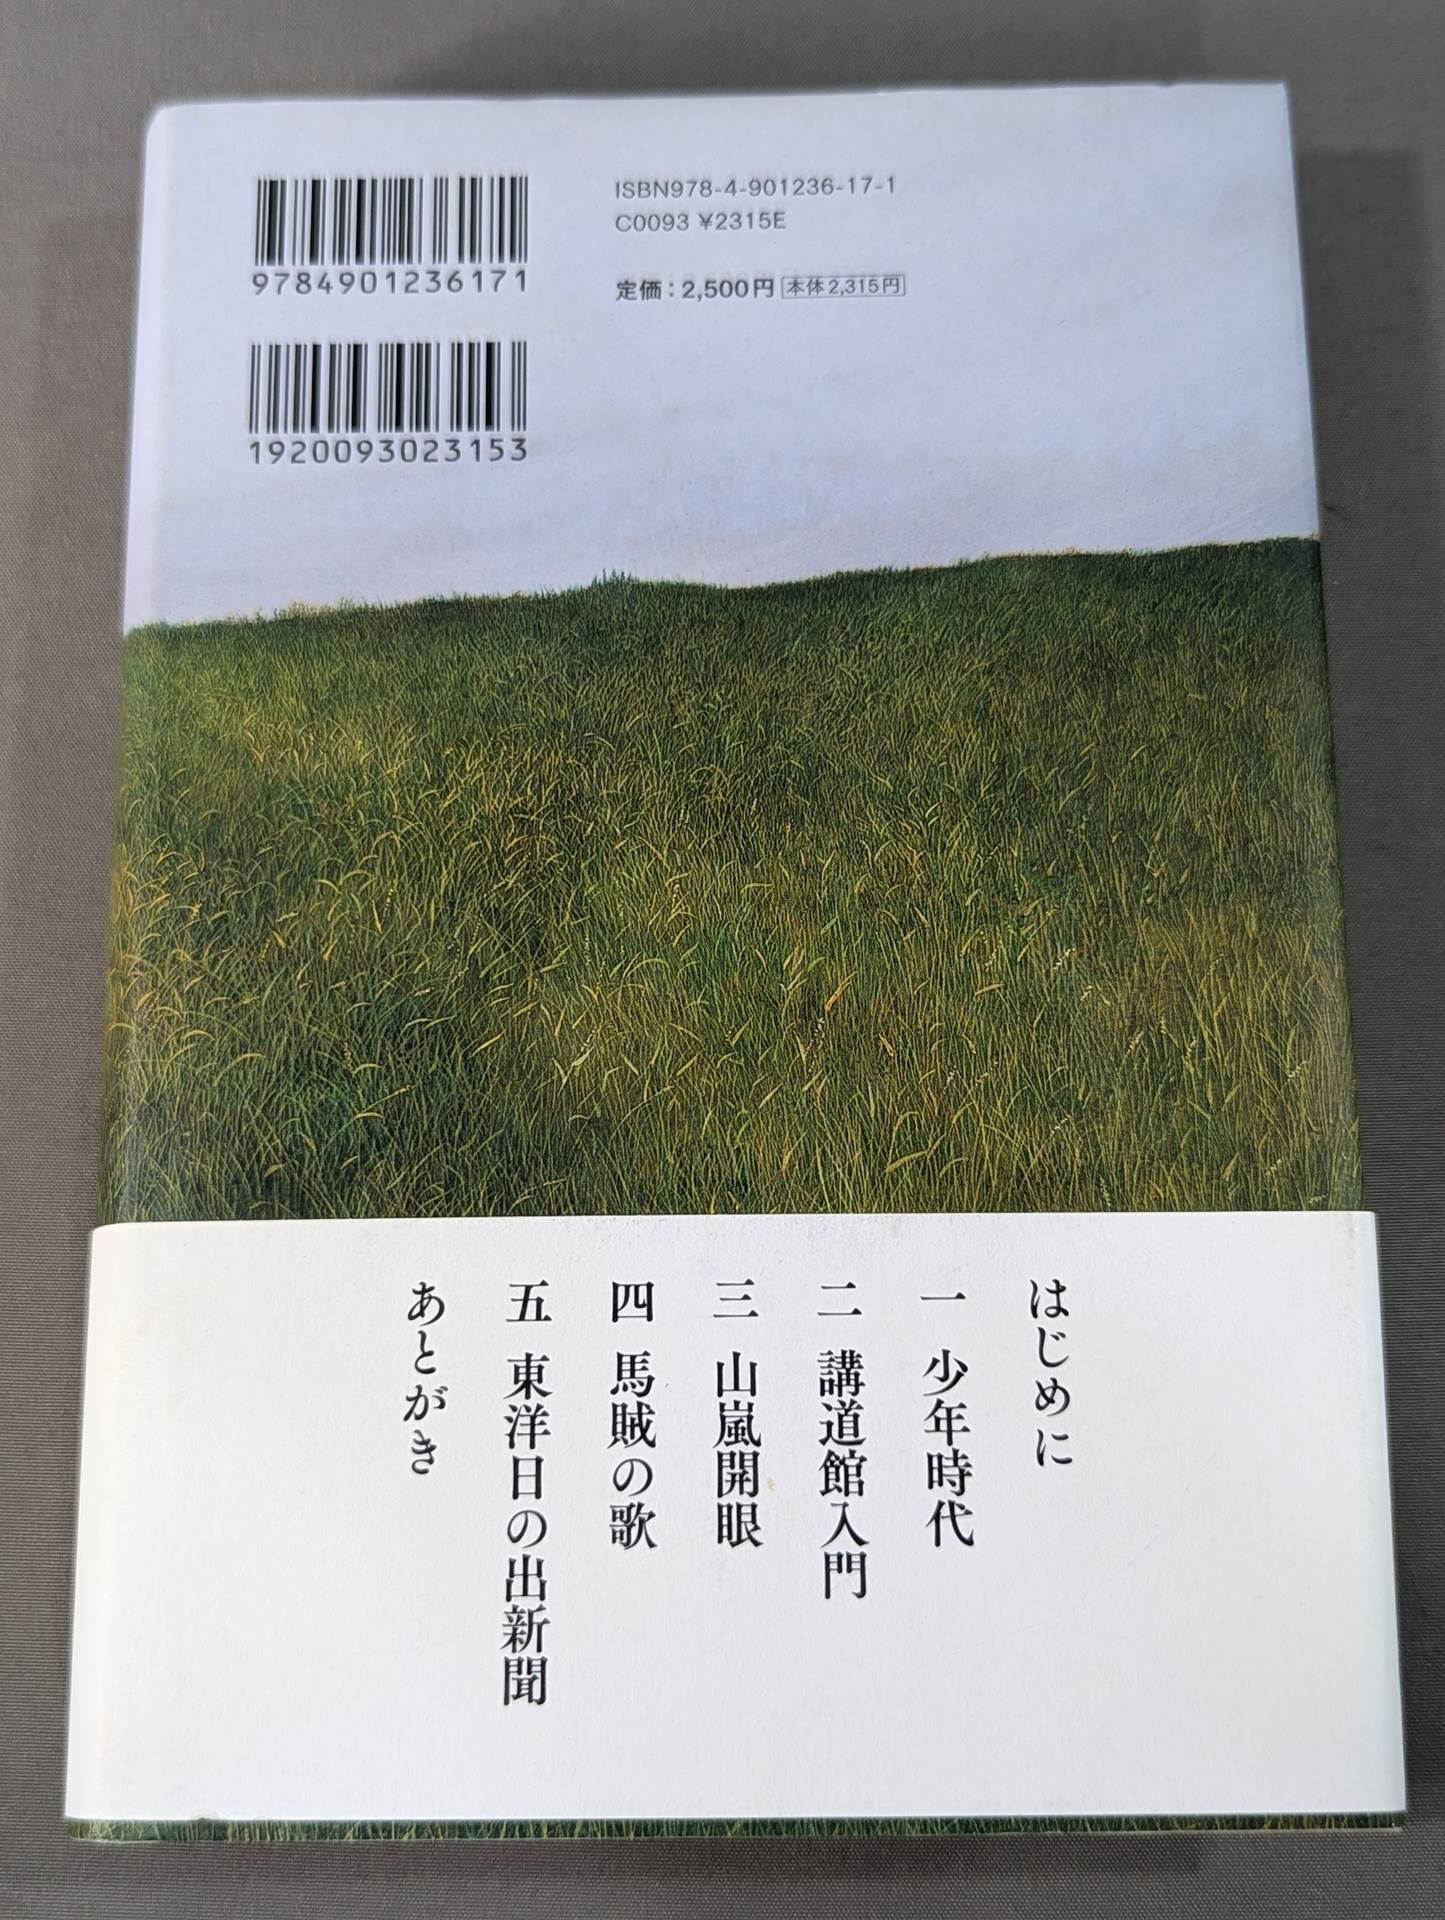 9784901236171
1920093023153
ISBN978-4-901236-17-1
C0093 ¥2315E
定価：2,500円 本体2,315円
はじめに
一 少年時代
二 講道館入門
三 山嵐開眼
四 馬賊の歌
五 東洋日の出新聞
あとがき